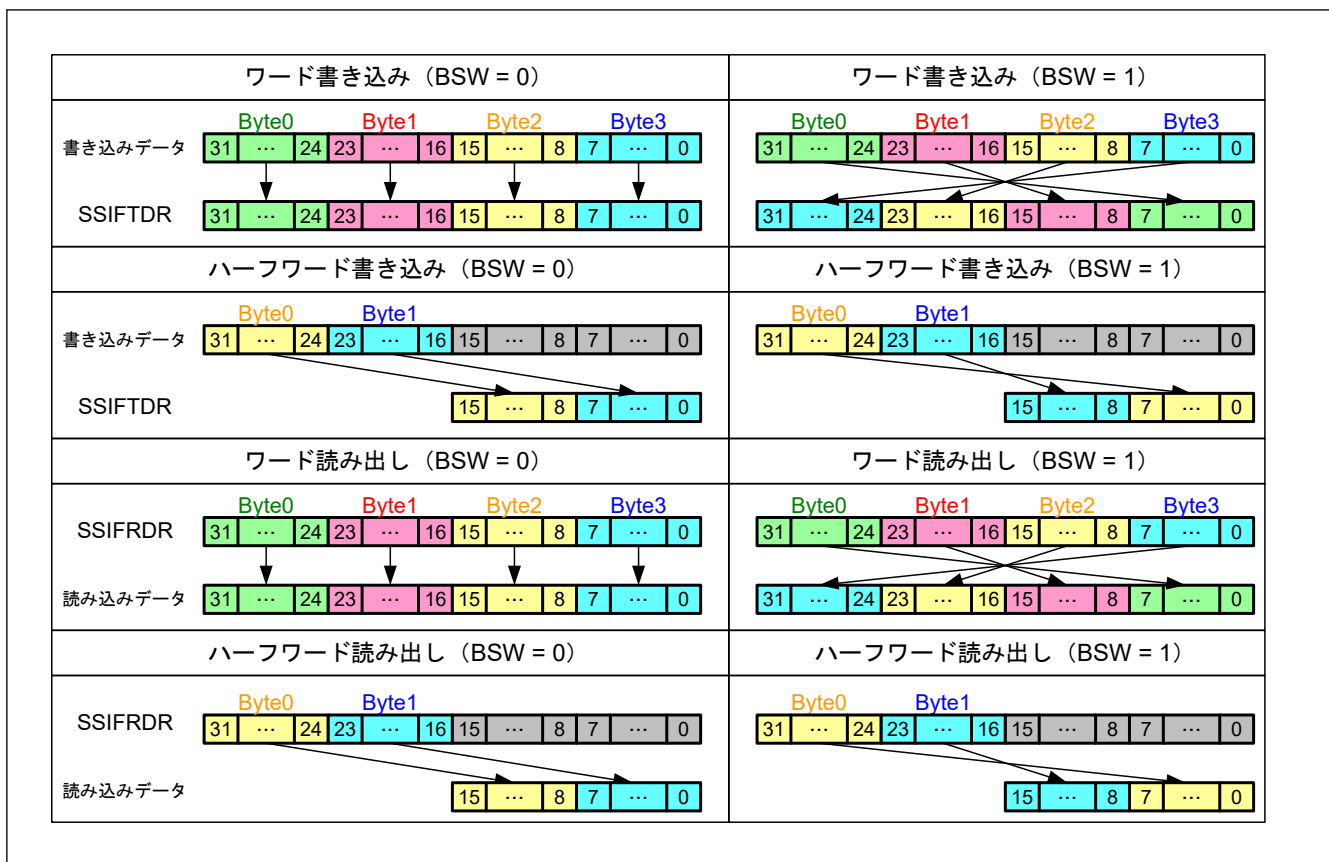 ワード書き込み（BSW = 0） ワード書き込み（BSW = 1）
Byte0 Byte1 Byte2 Byte3 Byte0 Byte1 Byte2 Byte3
書き込みデータ 31 … 24 23 … 16 15 … 8 7 … 0 31 … 24 23 … 16 15 … 8 7 … 0
SSIFTDR 31 … 24 23 … 16 15 … 8 7 … 0 31 … 24 23 … 16 15 … 8 7 … 0
ハーフワード書き込み（BSW = 0） ハーフワード書き込み（BSW = 1）
Byte0 Byte1 Byte0 Byte1
書き込みデータ 31 … 24 23 … 16 15 … 8 7 … 0 31 … 24 23 … 16 15 … 8 7 … 0
SSIFTDR 15 … 8 7 … 0 15 … 8 7 … 0
ワード読み出し（BSW = 0） ワード読み出し（BSW = 1）
Byte0 Byte1 Byte2 Byte3 Byte0 Byte1 Byte2 Byte3
SSIFRDR 31 … 24 23 … 16 15 … 8 7 … 0 31 … 24 23 … 16 15 … 8 7 … 0
読み込みデータ 31 … 24 23 … 16 15 … 8 7 … 0 31 … 24 23 … 16 15 … 8 7 … 0
ハーフワード読み出し（BSW = 0） ハーフワード読み出し（BSW = 1）
Byte0 Byte1 Byte0 Byte1
SSIFRDR 31 … 24 23 … 16 15 … 8 7 … 0 31 … 24 23 … 16 15 … 8 7 … 0
読み込みデータ 15 … 8 7 … 0 15 … 8 7 … 0